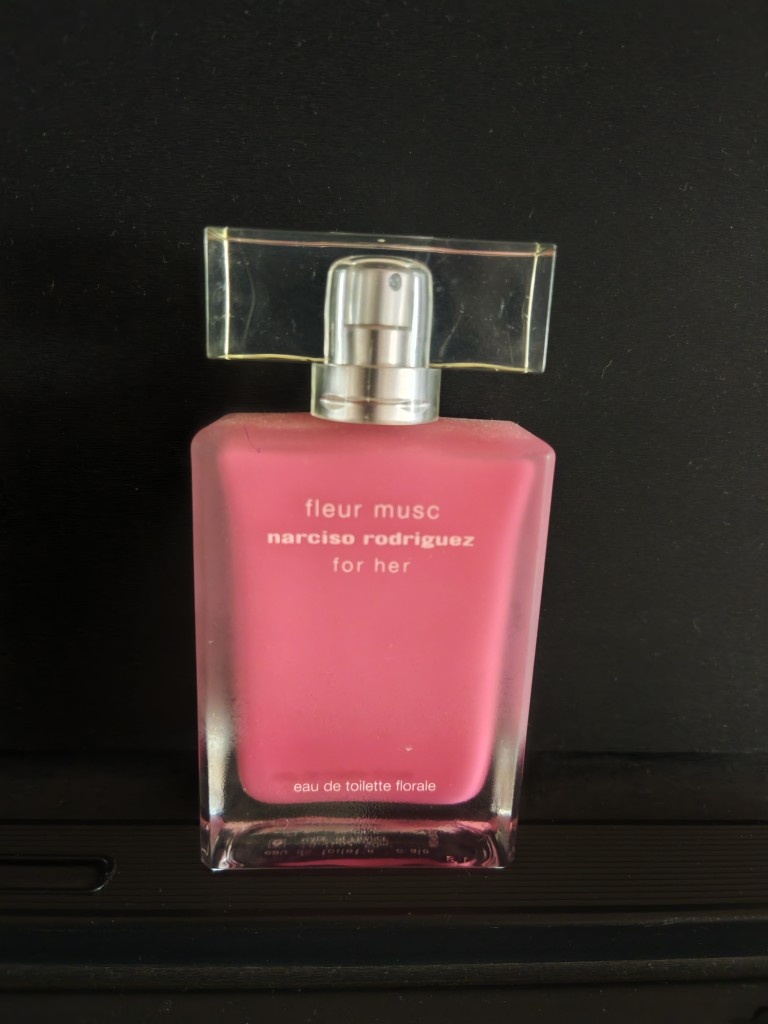 fleur musc
narciso rodriguez
for her
eau de toilette florale